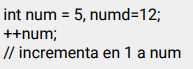 int num = 5, numd=12;
++num;
// incrementa en 1 a num